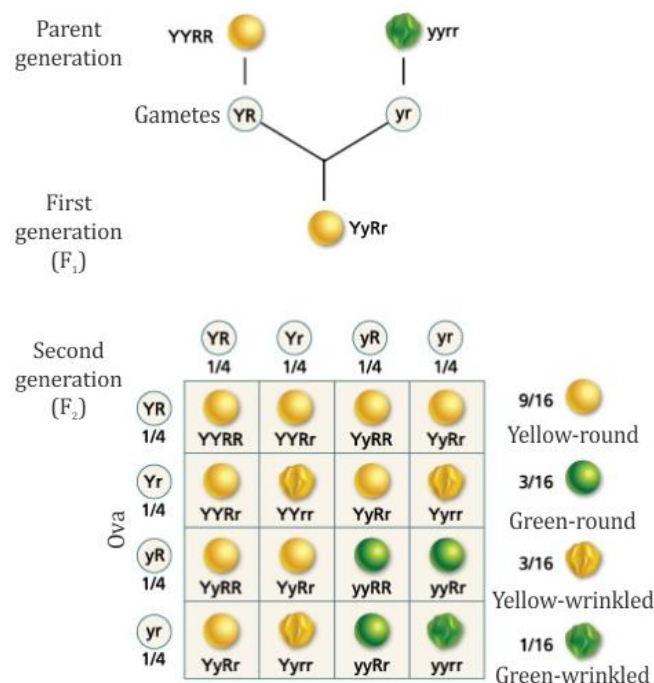 Parent
generation
YYRR
yyrr
Gametes
YR
yr
First
generation
(F₁)
YyRr
Second
generation
(F₂)
YR Yr yR yr
1/4 1/4 1/4 1/4
Ova
YR
1/4
YYRR YYRr YyRR YyRr
Yr
1/4
YYRr YYrr YyRr Yyrr
yR
1/4
YyRR YyRr yyRR yyRr
yr
1/4
YyRr Yyrr yyRr yyrr
9/16
Yellow-round
3/16
Green-round
3/16
Yellow-wrinkled
1/16
Green-wrinkled